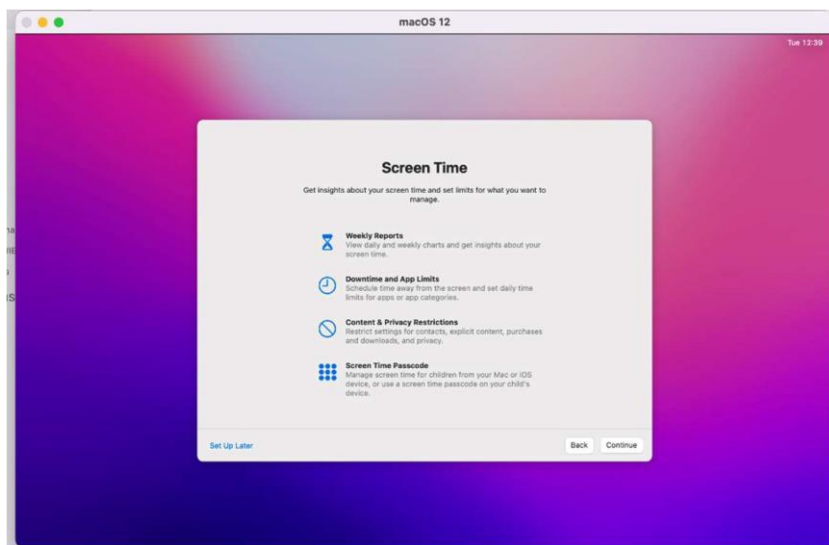 macOS 12
Tue 12:39
Screen Time
Get insights about your screen time and set limits for what you want to
manage.
Weekly Reports
View daily and weekly charts and get insights about your
screen time.
Downtime and App Limits
Schedule time away from the screen and set daily time
limits for apps or app categories.
Content & Privacy Restrictions
Restrict settings for contacts, explicit content, purchases
and downloads, and privacy.
Screen Time Passcode
Manage screen time for children from your Mac or iOS
device, or use a screen time passcode on your child's
device.
Set Up Later
Back
Continue